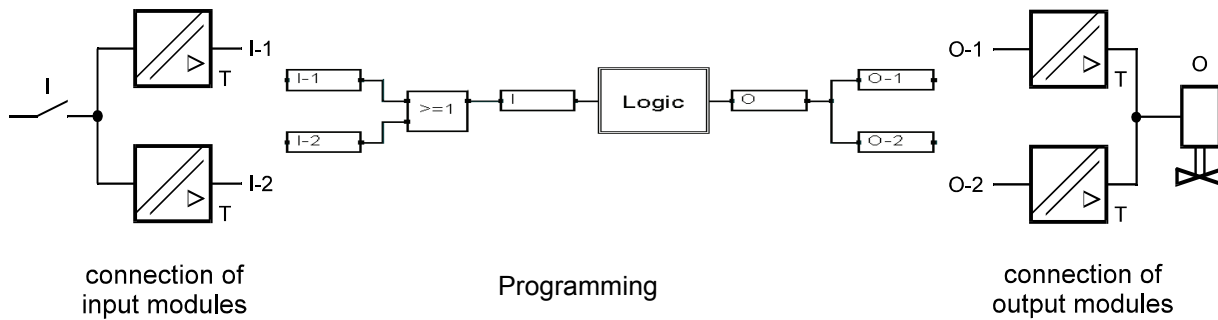 I
I-1
T
I-2
T
I-1
I-2
>=1
I
Logic
O
O-1
O-2
O-1
T
O-2
T
O
connection of
input modules
Programming
connection of
output modules